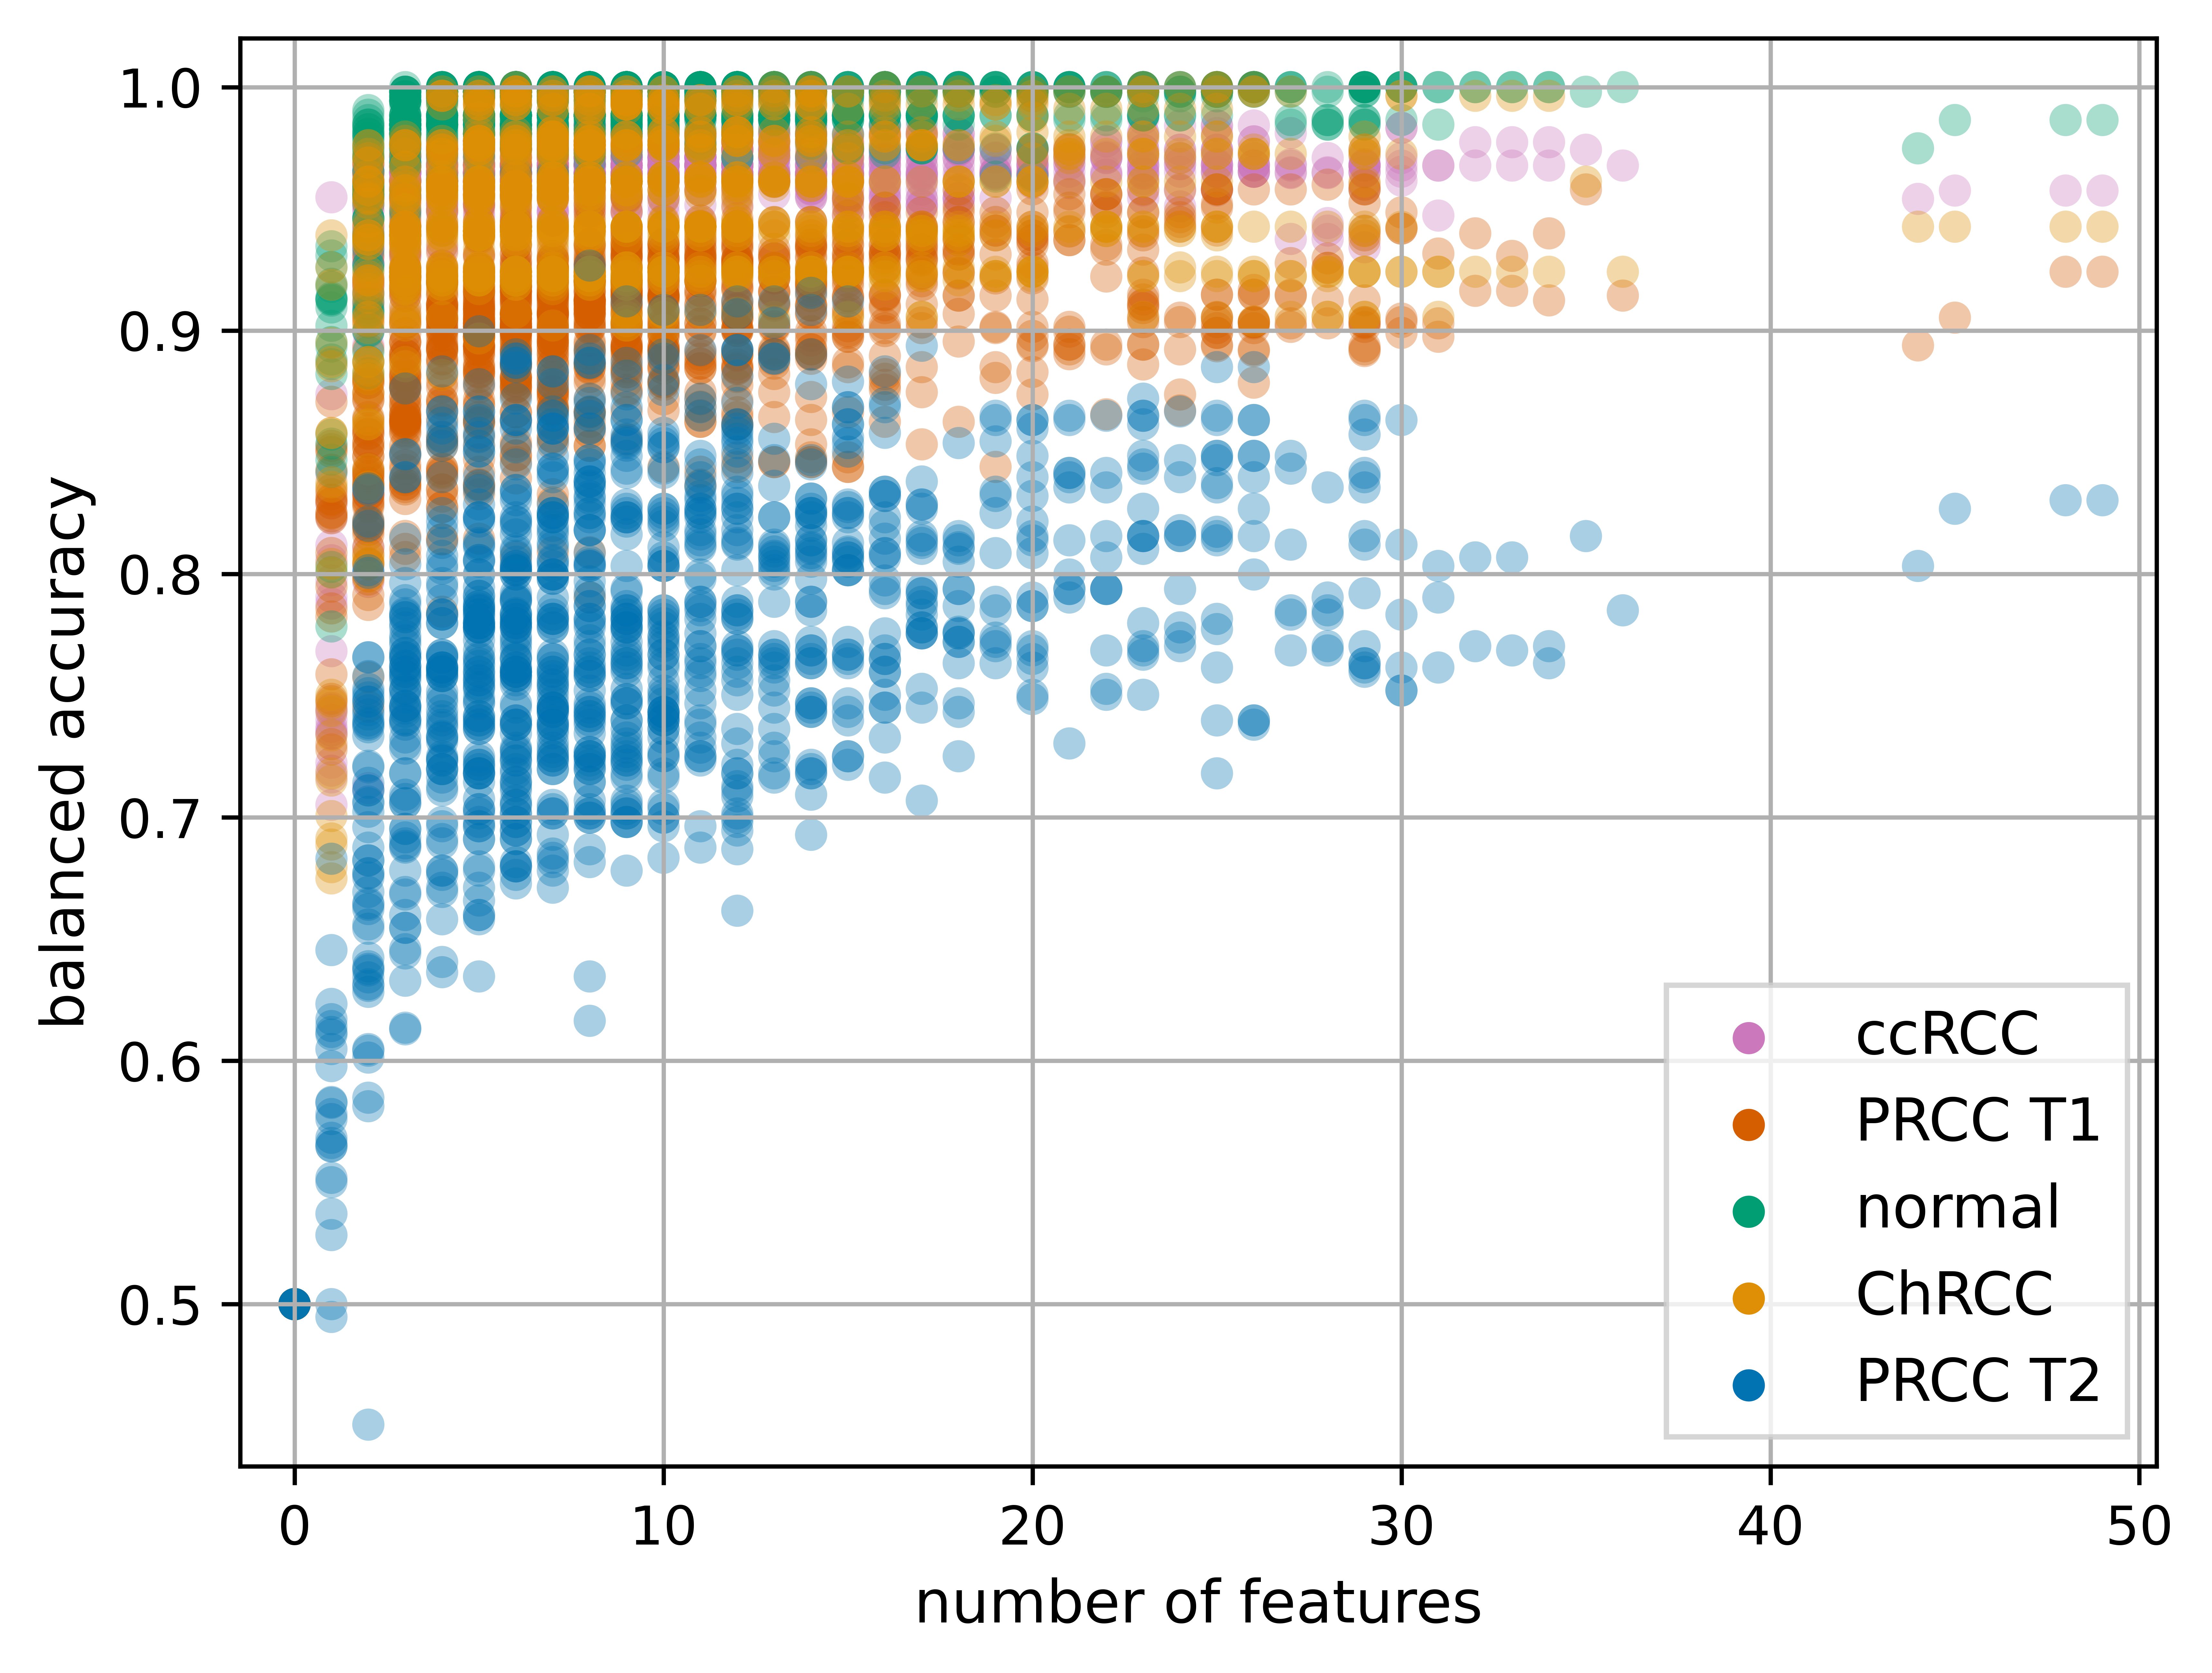 1.0
0.9
0.8
0.7
0.6
0.5
balanced accuracy
0
10
20
30
40
50
number of features
ccRCC
PRCC T1
normal
ChRCC
PRCC T2